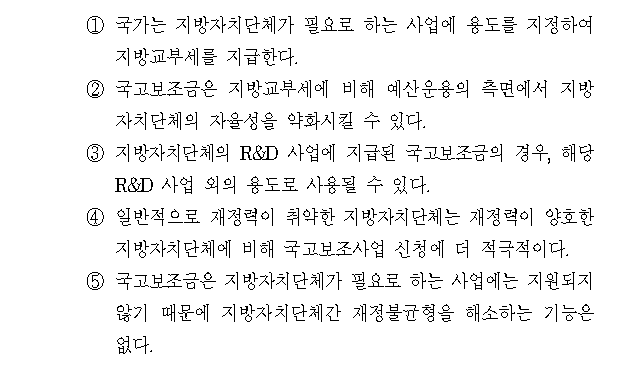 ① 국가는 지방자치단체가 필요로 하는 사업에 용도를 지정하여
지방교부세를 지급한다.
② 국고보조금은 지방교부세에 비해 예산운용의 측면에서 지방
자치단체의 자율성을 약화시킬 수 있다.
③ 지방자치단체의 R&D 사업에 지급된 국고보조금의 경우, 해당
R&D 사업 외의 용도로 사용될 수 있다.
④ 일반적으로 재정력이 취약한 지방자치단체는 재정력이 양호한
지방자치단체에 비해 국고보조사업 신청에 더 적극적이다.
⑤ 국고보조금은 지방자치단체가 필요로 하는 사업에는 지원되지
않기 때문에 지방자치단체간 재정불균형을 해소하는 기능은
없다.